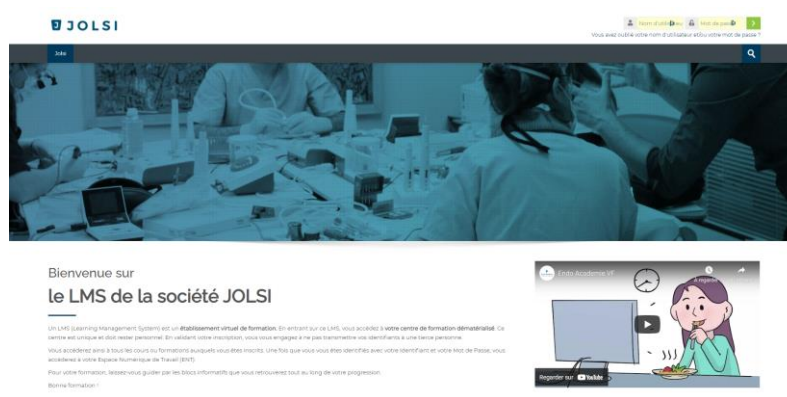 JOLSI
Nom d'utilisateu Mot de passe
Vous avez oublié votre nom d'utilisateur et/ou votre mot de passe ?
Jolsi
Bienvenue sur
le LMS de la société JOLSI
Un LMS (Learning Management System) est un établissement virtuel de formation. En entrant sur ce LMS, vous accédez à votre centre de formation dématérialisé. Ce
centre est unique et doit rester personnel. En validant votre inscription, vous vous engagez à ne pas transmettre vos identifiants à une tierce personne.
Vous accéderez ainsi à tous les cours ou formations auxquels vous êtes inscrits. Une fois que vous vous êtes identifiés avec votre identifiant et votre Mot de Passe, vous
accéderez à votre Espace Numérique de Travail (ENT).
Pour votre formation, laissez-vous guider par les blocs informatifs que vous retrouverez tout au long de votre progression.
Bonne formation !
Endo Academie VF
À regarder
Regarder sur YouTube